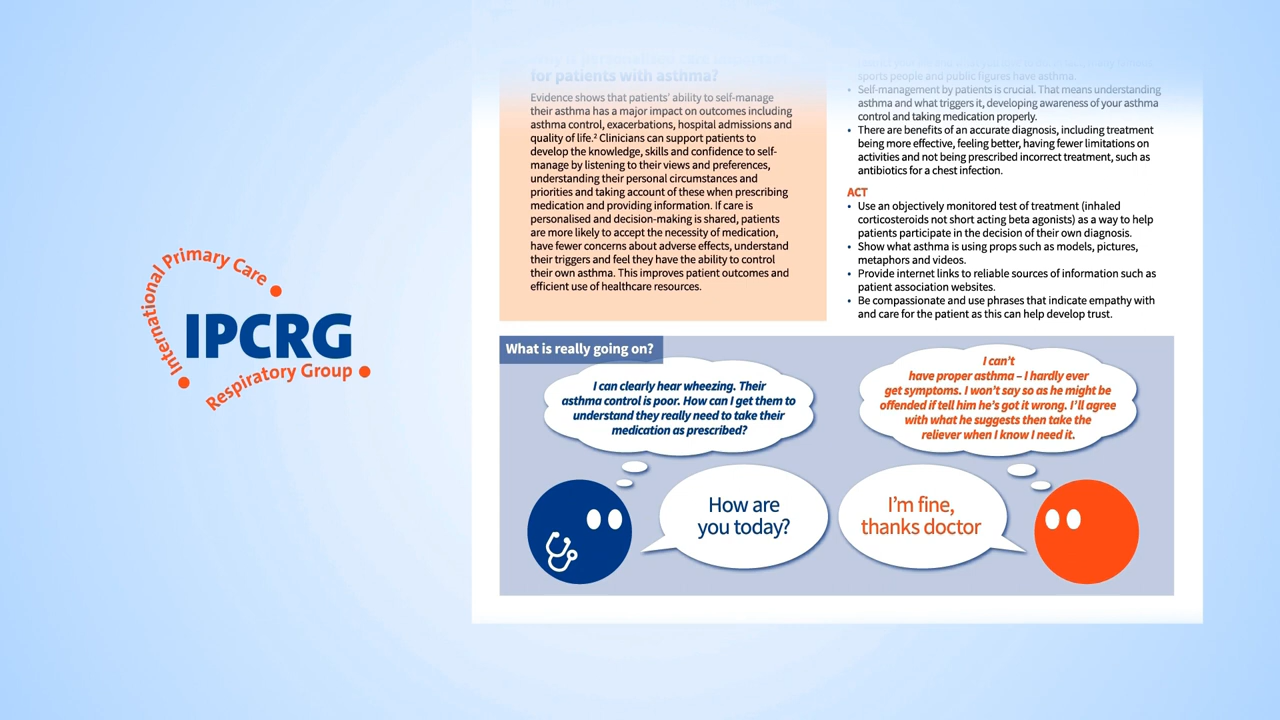 International Primary Care
IPCRG
Respiratory Group
for patients with asthma?
Evidence shows that patients’ ability to self-manage
their asthma has a major impact on outcomes including
asthma control, exacerbations, hospital admissions and
quality of life.² Clinicians can support patients to
develop the knowledge, skills and confidence to self-
manage by listening to their views and preferences,
understanding their personal circumstances and
priorities and taking account of these when prescribing
medication and providing information. If care is
personalised and decision-making is shared, patients
are more likely to accept the necessity of medication,
have fewer concerns about adverse effects, understand
their triggers and feel they have the ability to control
their own asthma. This improves patient outcomes and
efficient use of healthcare resources.
sports people and public figures have asthma.
• Self-management by patients is crucial. That means understanding
asthma and what triggers it, developing awareness of your asthma
control and taking medication properly.
• There are benefits of an accurate diagnosis, including treatment
being more effective, feeling better, having fewer limitations on
activities and not being prescribed incorrect treatment, such as
antibiotics for a chest infection.
ACT
• Use an objectively monitored test of treatment (inhaled
corticosteroids not short acting beta agonists) as a way to help
patients participate in the decision of their own diagnosis.
• Show what asthma is using props such as models, pictures,
metaphors and videos.
• Provide internet links to reliable sources of information such as
patient association websites.
• Be compassionate and use phrases that indicate empathy with
and care for the patient as this can help develop trust.
What is really going on?
I can clearly hear wheezing. Their
asthma control is poor. How can I get them to
understand they really need to take their
medication as prescribed?
I can’t
have proper asthma – I hardly ever
get symptoms. I won’t say so as he might be
offended if tell him he’s got it wrong. I’ll agree
with what he suggests then take the
reliever when I know I need it.
How are
you today?
I’m fine,
thanks doctor